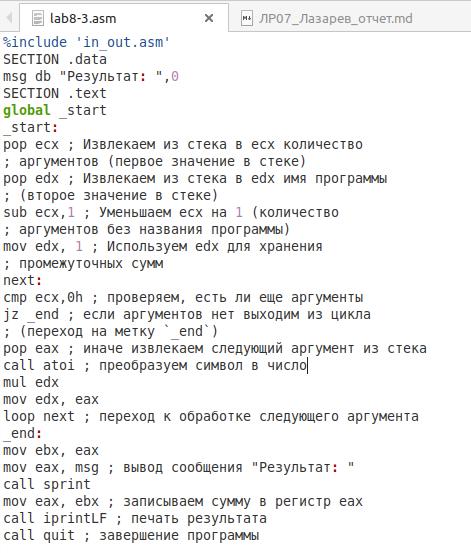 lab8-3.asm
ЛР07_Лазарев_отчет.md
%include 'in_out.asm'
SECTION .data
msg db "Результат: ",0
SECTION .text
global _start
_start:
pop ecx ; Извлекаем из стека в ecx количество
; аргументов (первое значение в стеке)
pop edx ; Извлекаем из стека в edx имя программы
; (второе значение в стеке)
sub ecx,1 ; Уменьшаем ecx на 1 (количество
; аргументов без названия программы)
mov edx, 1 ; Используем edx для хранения
; промежуточных сумм
next:
cmp ecx,0h ; проверяем, есть ли еще аргументы
jz _end ; если аргументов нет выходим из цикла
; (переход на метку `_end`)
pop eax ; иначе извлекаем следующий аргумент из стека
call atoi ; преобразуем символ в число
mul edx
mov edx, eax
loop next ; переход к обработке следующего аргумента
_end:
mov ebx, eax
mov eax, msg ; вывод сообщения "Результат: "
call sprint
mov eax, ebx ; записываем сумму в регистр eax
call iprintLF ; печать результата
call quit ; завершение программы